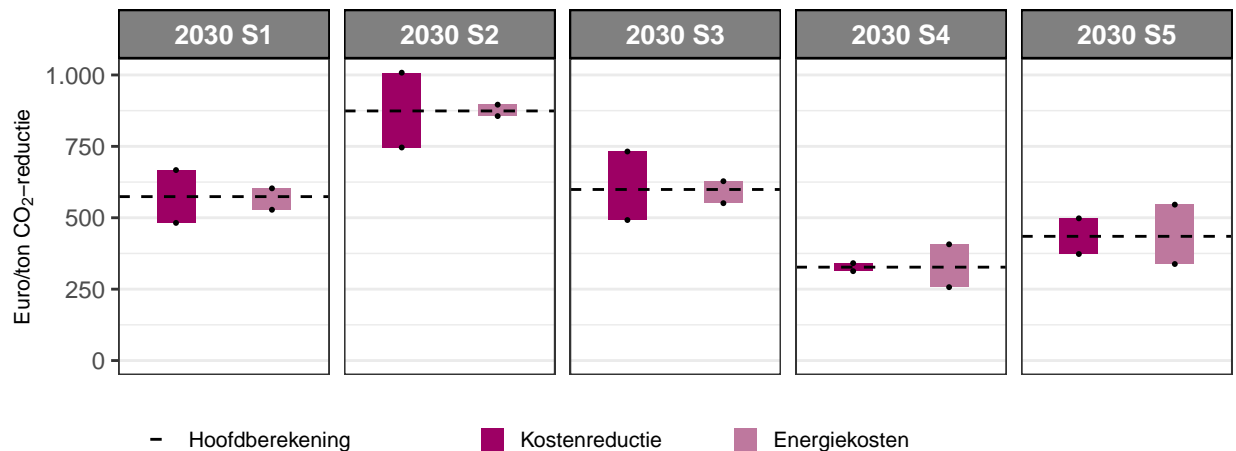 2030 S1 2030 S2 2030 S3 2030 S4 2030 S5
Euro/ton CO₂−reductie
1.000
750
500
250
0
Hoofdberekening Kostenreductie Energiekosten